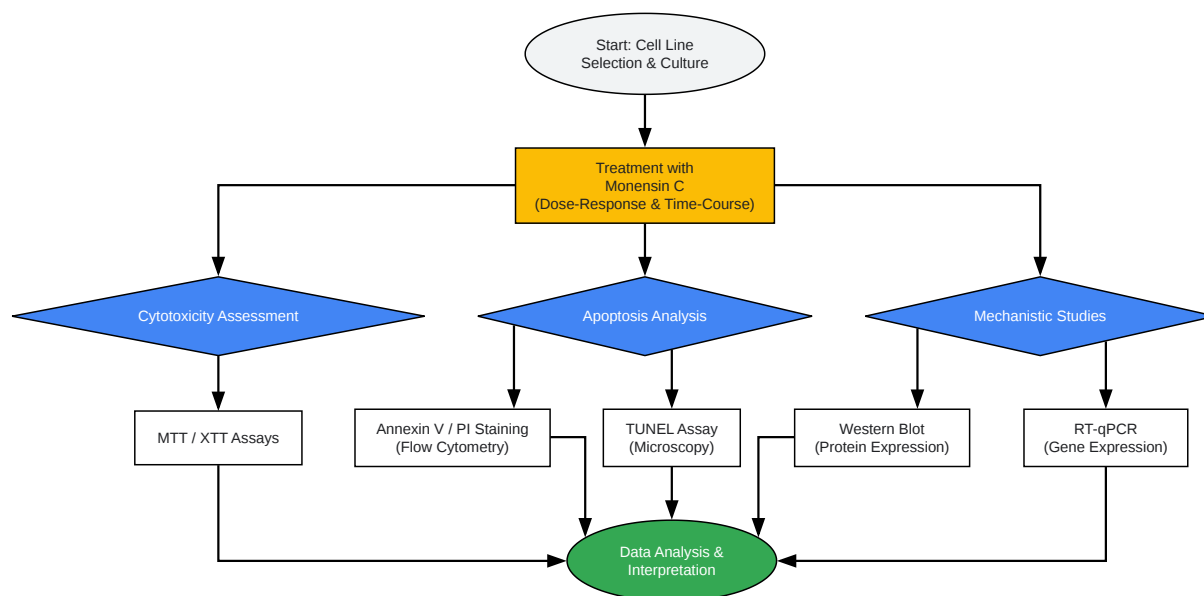 Start: Cell Line
Selection & Culture
Treatment with
Monensin C
(Dose-Response & Time-Course)
Cytotoxicity Assessment
Apoptosis Analysis
Mechanistic Studies
MTT / XTT Assays
Annexin V / PI Staining
(Flow Cytometry)
TUNEL Assay
(Microscopy)
Western Blot
(Protein Expression)
RT-qPCR
(Gene Expression)
Data Analysis &
Interpretation